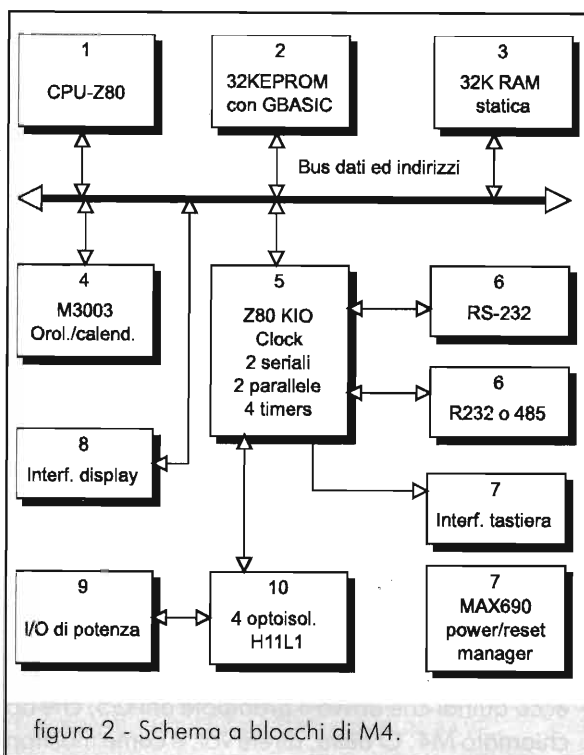 1
CPU-Z80
2
32KEPROM
con GBASIC
3
32K RAM
statica
Bus dati ed indirizzi
4
M3003
Orol./calend.
5
Z80 KIO
Clock
2 seriali
2 parallele
4 timers
6
RS-232
6
R232 o 485
8
Interf. display
7
Interf. tastiera
9
I/O di potenza
10
4 optoisol.
H11L1
7
MAX690
power/reset
manager
figura 2 - Schema a blocchi di M4.